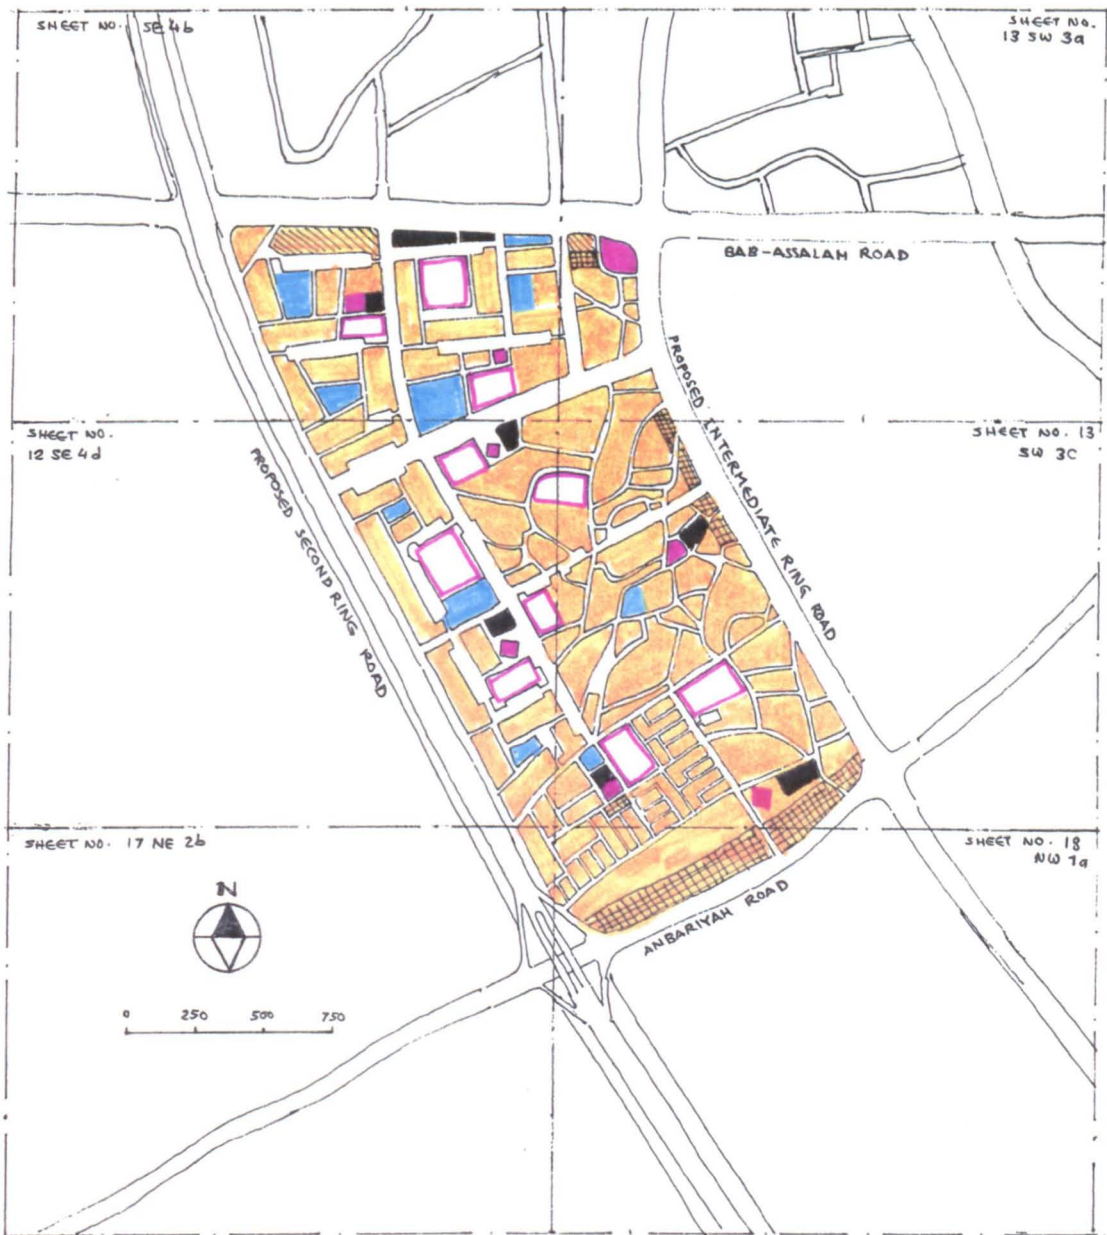 SHEET NO. SE 4b
SHEET NO.
13 SW 3a
BAB-ASSALAM ROAD
PROPOSED INTERMEDIATE RING ROAD
SHEET NO.
12 SE 4d
SHEET NO. 13
SW 3C
PROPOSED SECOND RING ROAD
SHEET NO. 17 NE 2b
SHEET NO. 18
NW 1a
N
ANBARIYAH ROAD
0 250 500 750